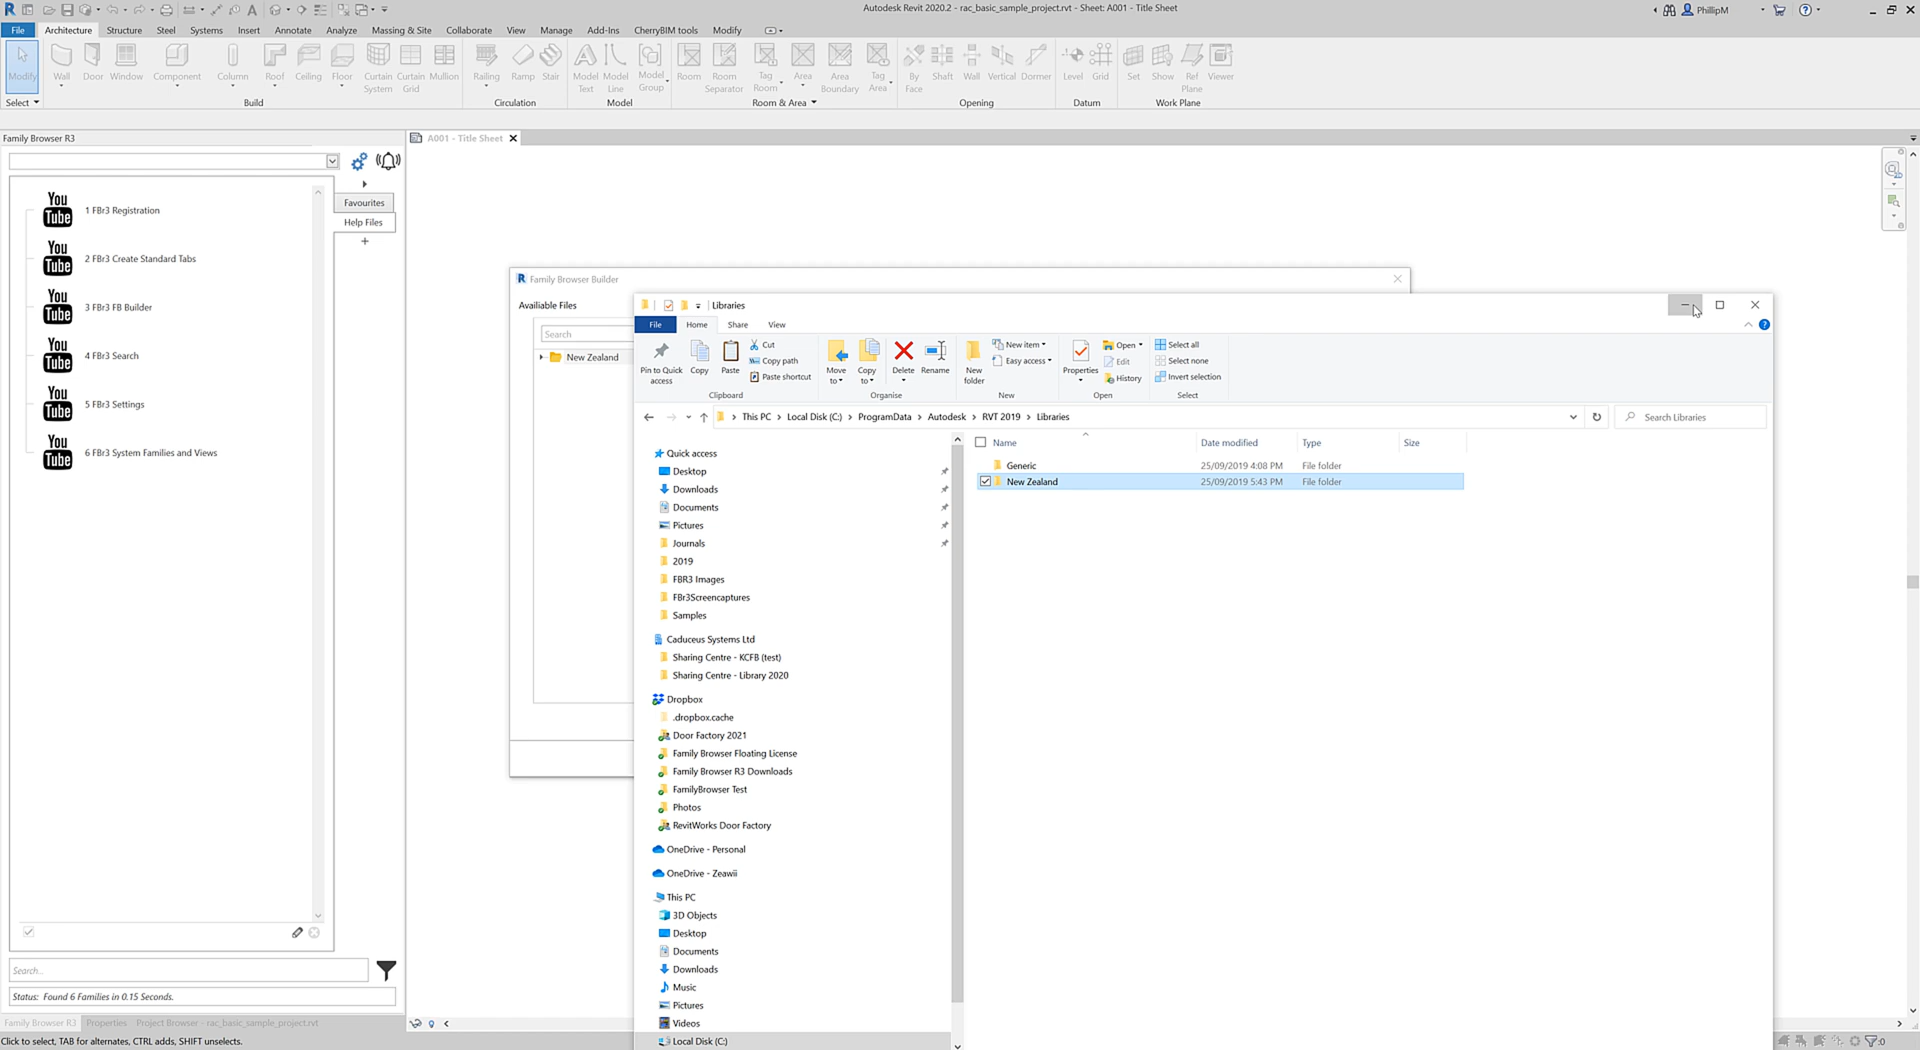 Autodesk Revit 2020.2 - rac_basic_sample_project.rvt - Sheet: A001 - Title Sheet
PhillipM
File Architecture Structure Steel Systems Insert Annotate Analyze Massing & Site Collaborate View Manage Add-Ins CherryBIM tools Modify
Modify Wall Door Window Component Column Roof Ceiling Floor Curtain System Curtain Grid Mullion Railing Ramp Stair Model Text Model Line Model Group Room Room Separator Tag Room Area Area Boundary Tag Area By Face Shaft Wall Vertical Dormer Level Grid Set Show Ref Plane Viewer
Select Build Circulation Model Room & Area Opening Datum Work Plane
Family Browser R3
A001 - Title Sheet
Favourites
Help Files
You Tube 1 FBr3 Registration
You Tube 2 FBr3 Create Standard Tabs
You Tube 3 FBr3 FB Builder
You Tube 4 FBr3 Search
You Tube 5 FBr3 Settings
You Tube 6 FBr3 System Families and Views
Search...
Status: Found 6 Families in 0.15 Seconds.
Family Browser R3 Properties Project Browser - rac_basic_sample_project.rvt
Click to select, TAB for alternates, CTRL adds, SHIFT unselects.
:0
Family Browser Builder
Available Files
Search
New Zealand
Libraries
File Home Share View
Pin to Quick access
Copy
Paste
Cut
Copy path
Paste shortcut
Move to
Copy to
Delete
Rename
New folder
New item
Easy access
Properties
Open
Edit
History
Select all
Select none
Invert selection
Clipboard Organise New Open Select
This PC > Local Disk (C:) > ProgramData > Autodesk > RVT 2019 > Libraries
Search Libraries
Name Date modified Type Size
Generic 25/09/2019 4:08 PM File folder
New Zealand 25/09/2019 5:43 PM File folder
Quick access
Desktop
Downloads
Documents
Pictures
Journals
2019
FBR3 Images
FBr3Screencaptures
Samples
Caduceus Systems Ltd
Sharing Centre - KCFB (test)
Sharing Centre - Library 2020
Dropbox
.dropbox.cache
Door Factory 2021
Family Browser Floating License
Family Browser R3 Downloads
FamilyBrowser Test
Photos
RevitWorks Door Factory
OneDrive - Personal
OneDrive - Zeawii
This PC
3D Objects
Desktop
Documents
Downloads
Music
Pictures
Videos
Local Disk (C:)